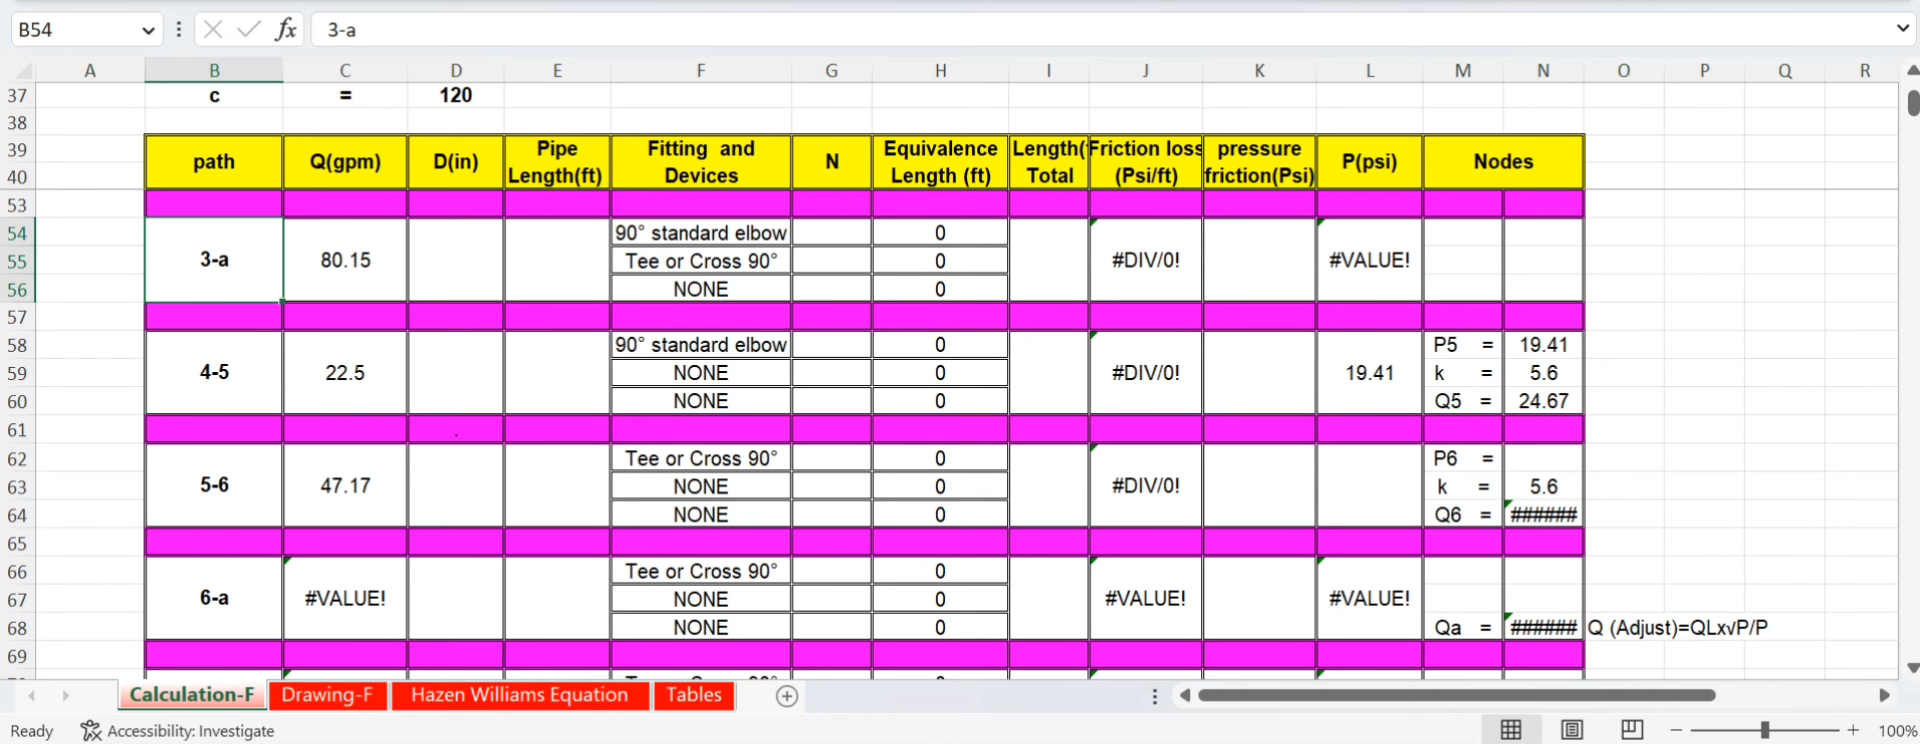 B54
fx
3-a
A B C D E F G H I J K L M N O P Q R
37 c = 120
38
39
40
path Q(gpm) D(in) Pipe Length(ft) Fitting and Devices N Equivalence Length (ft) Length( Total Friction loss (Psi/ft) pressure friction(Psi) P(psi) Nodes
53
54 90° standard elbow 0
55 3-a 80.15 Tee or Cross 90° 0 #DIV/0! #VALUE!
56 NONE 0
57
58 90° standard elbow 0 P5 = 19.41
59 4-5 22.5 NONE 0 #DIV/0! 19.41 k = 5.6
60 NONE 0 Q5 = 24.67
61
62 Tee or Cross 90° 0 P6 =
63 5-6 47.17 NONE 0 #DIV/0! k = 5.6
64 NONE 0 Q6 = ######
65
66 Tee or Cross 90° 0
67 6-a #VALUE! NONE 0 #VALUE! #VALUE!
68 NONE 0 Qa = ###### Q (Adjust)=QLx√P/P
69
Calculation-F Drawing-F Hazen Williams Equation Tables
Ready Accessibility: Investigate 100%